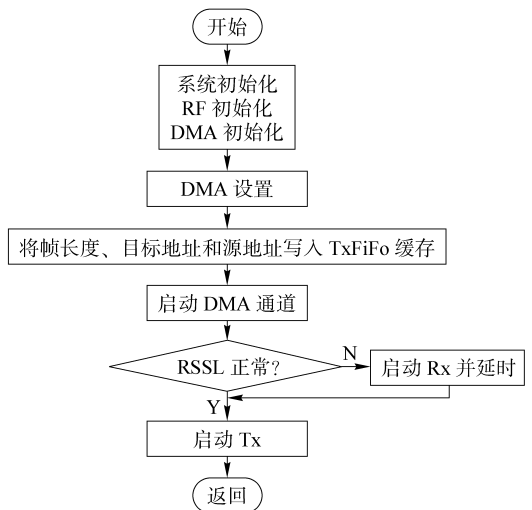 开始
系统初始化
RF 初始化
DMA 初始化
DMA 设置
将帧长度、目标地址和源地址写入 TxFiFo 缓存
启动 DMA 通道
RSSL 正常?
N
启动 Rx 并延时
Y
启动 Tx
返回